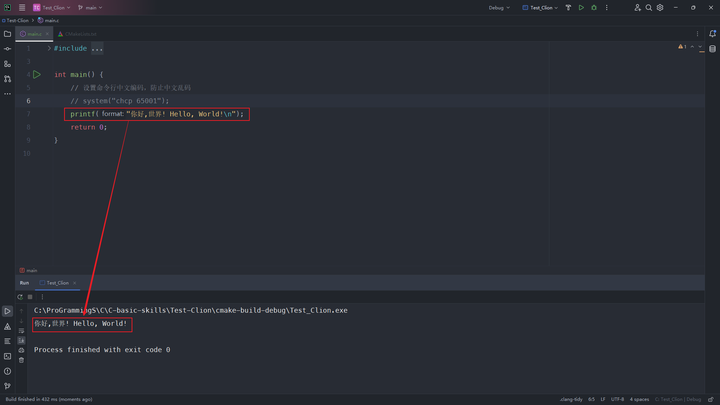 TC Test_Clion main Debug Test_Clion
Test-Clion main.c
main.c CMakeLists.txt
1 #include ...
3
4 int main() {
5 // 设置命令行中文编码，防止中文乱码
6 // system("chcp 65001");
7 printf( format: "你好,世界! Hello, World!\n");
8 return 0;
9 }
10
1
main
Run Test_Clion
C:\ProGrammingS\C\C-basic-skills\Test-Clion\cmake-build-debug\Test_Clion.exe
你好,世界! Hello, World!
Process finished with exit code 0
Build finished in 432 ms (moments ago) .clang-tidy 6:5 LF UTF-8 4 spaces C: Test_Clion | Debug